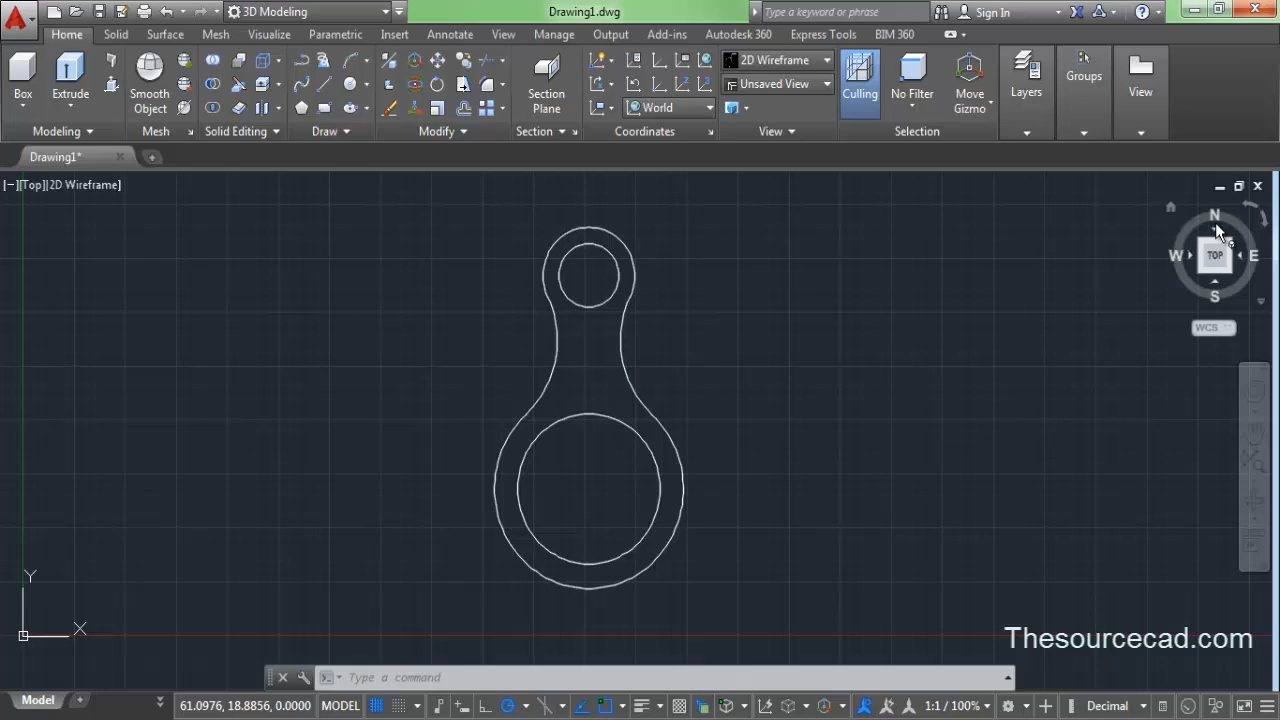 3D Modeling
Drawing1.dwg
Type a keyword or phrase
Sign In
Home Solid Surface Mesh Visualize Parametric Insert Annotate View Manage Output Add-ins Autodesk 360 Express Tools BIM 360
2D Wireframe
Unsaved View
World
Box
Extrude
Smooth
Object
Section
Plane
Culling
No Filter
Move
Gizmo
Layers
Groups
View
Modeling Mesh Solid Editing Draw Modify Section Coordinates View Selection
Drawing1*
[−][Top][2D Wireframe]
N
W TOP E
S
WCS
Y
X
Thesourcecad.com
Type a command
Model
61.0976, 18.8856, 0.0000 MODEL 1:1 / 100% Decimal